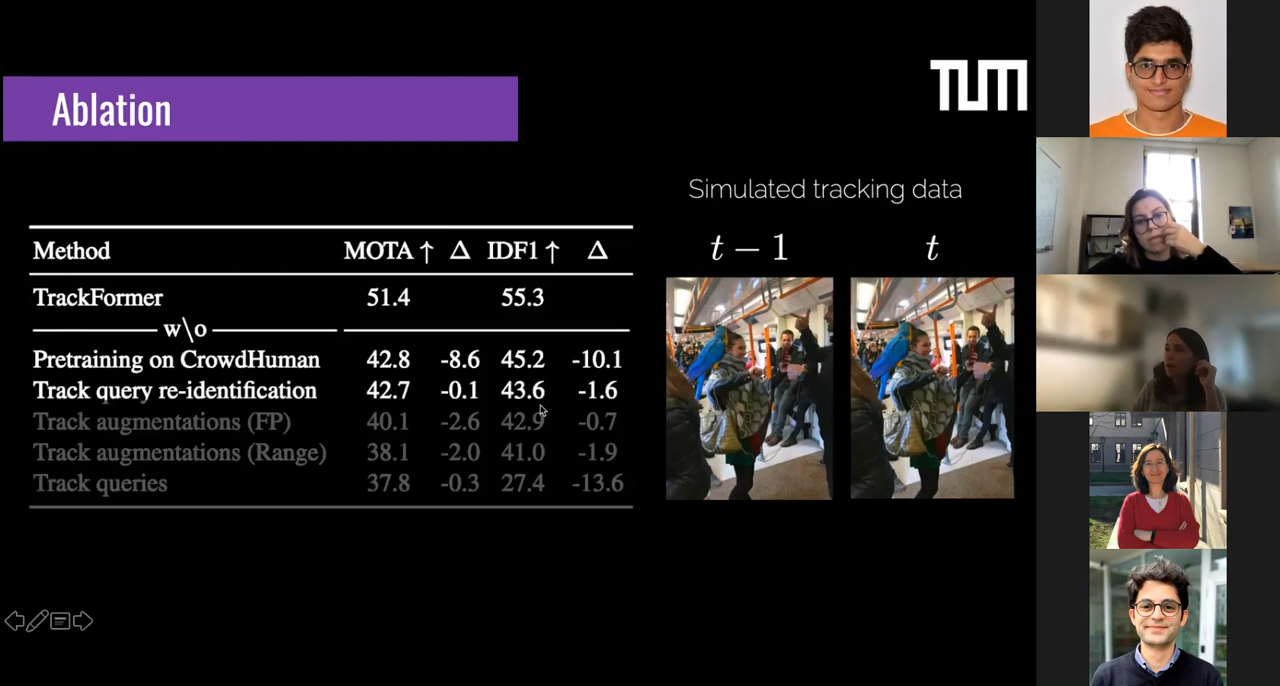 Ablation
TUM
Simulated tracking data
t − 1 t
Method MOTA ↑ Δ IDF1 ↑ Δ
TrackFormer 51.4 55.3
w\o
Pretraining on CrowdHuman 42.8 -8.6 45.2 -10.1
Track query re-identification 42.7 -0.1 43.6 -1.6
Track augmentations (FP) 40.1 -2.6 42.9 -0.7
Track augmentations (Range) 38.1 -2.0 41.0 -1.9
Track queries 37.8 -0.3 27.4 -13.6